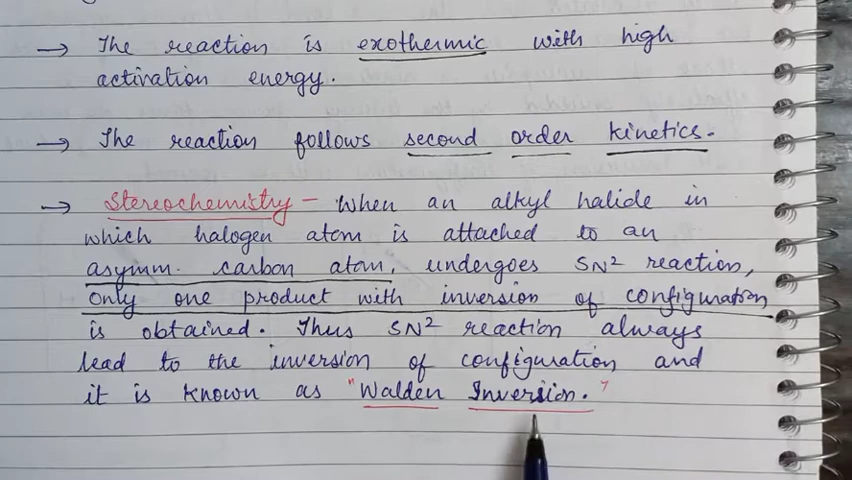 → The reaction is exothermic with high
activation energy.
→ The reaction follows second order kinetics.
→ Stereochemistry - When an alkyl halide in
which halogen atom is attached to an
asymm. carbon atom, undergoes SN² reaction,
only one product with inversion of configuration
is obtained. Thus SN² reaction always
lead to the inversion of configuration and
it is known as "Walden Inversion."